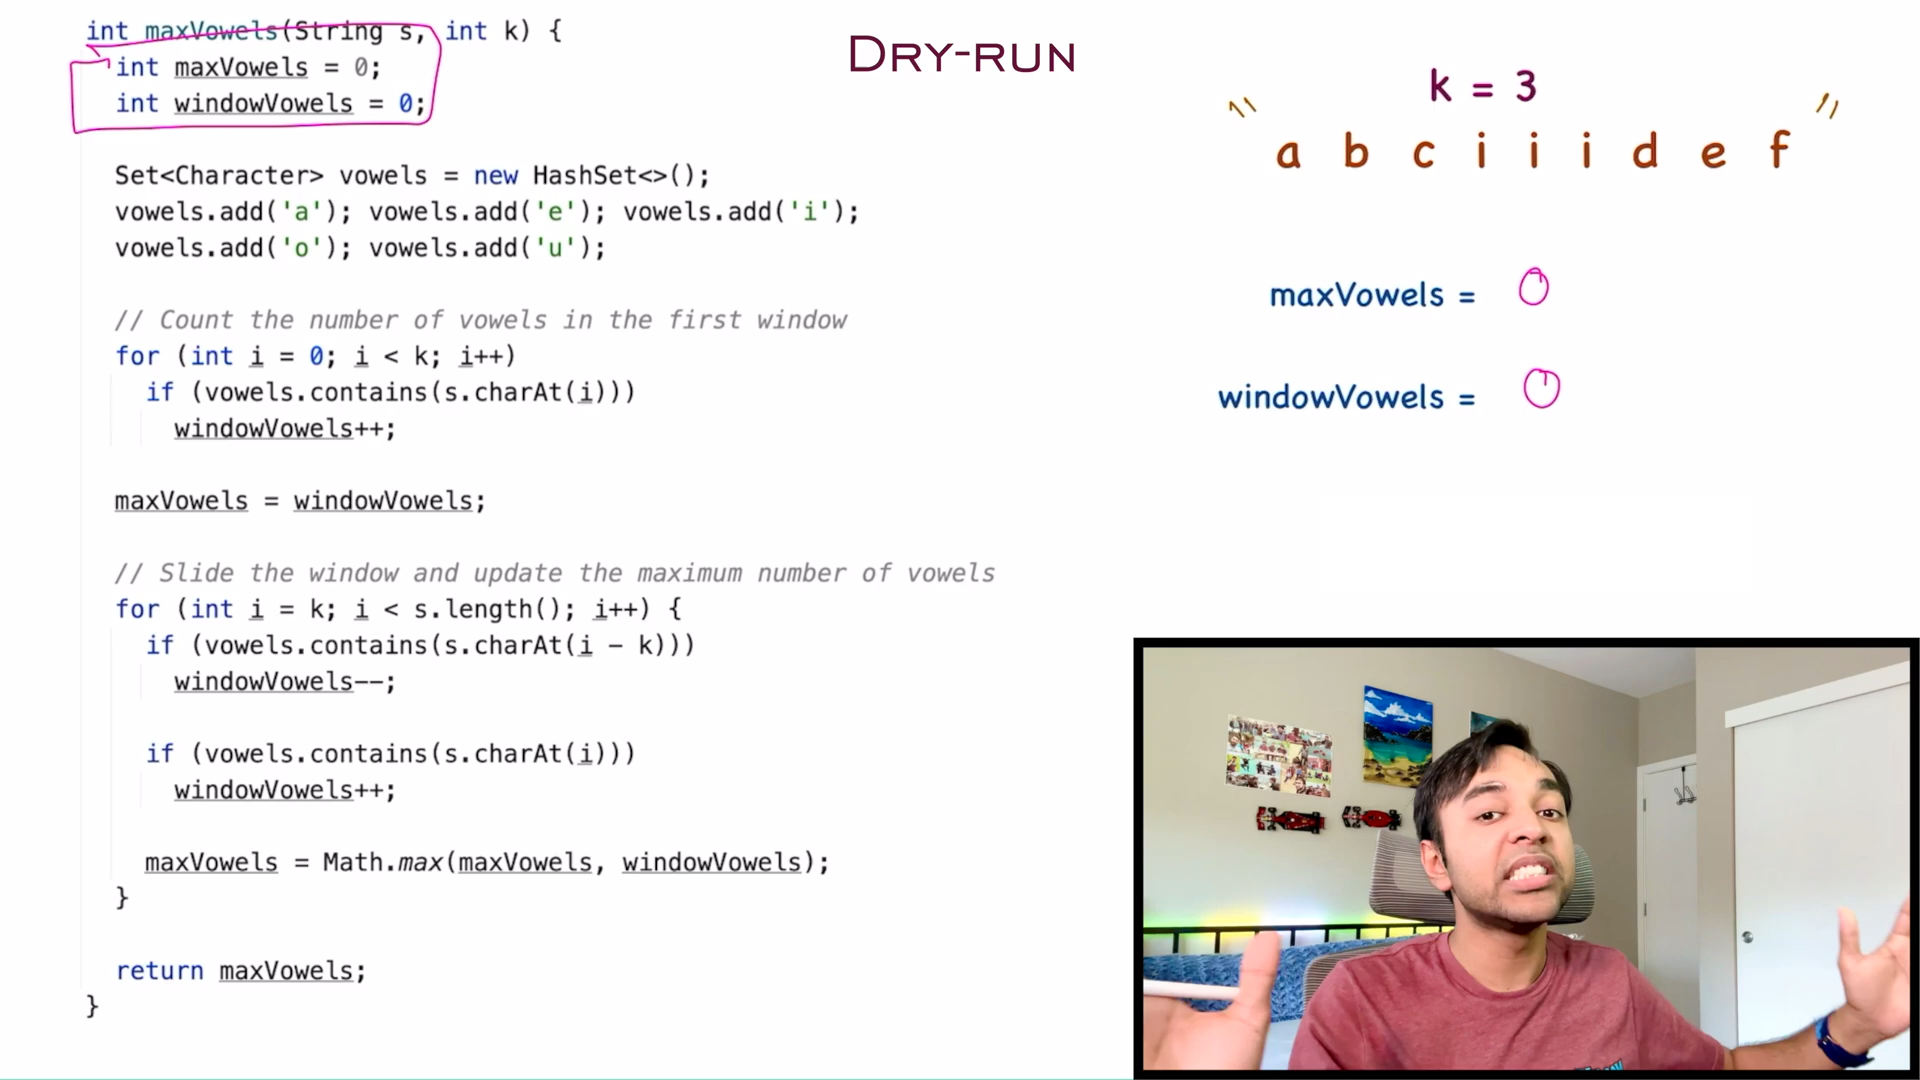 int maxVowels(String s, int k) {
int maxVowels = 0;
int windowVowels = 0;
Set<Character> vowels = new HashSet<>();
vowels.add('a'); vowels.add('e'); vowels.add('i');
vowels.add('o'); vowels.add('u');
// Count the number of vowels in the first window
for (int i = 0; i < k; i++)
if (vowels.contains(s.charAt(i)))
windowVowels++;
maxVowels = windowVowels;
// Slide the window and update the maximum number of vowels
for (int i = k; i < s.length(); i++) {
if (vowels.contains(s.charAt(i - k)))
windowVowels--;
if (vowels.contains(s.charAt(i)))
windowVowels++;
maxVowels = Math.max(maxVowels, windowVowels);
}
return maxVowels;
}
DRY-RUN
k = 3
" a b c i i i d e f "
maxVowels = 0
windowVowels = 0